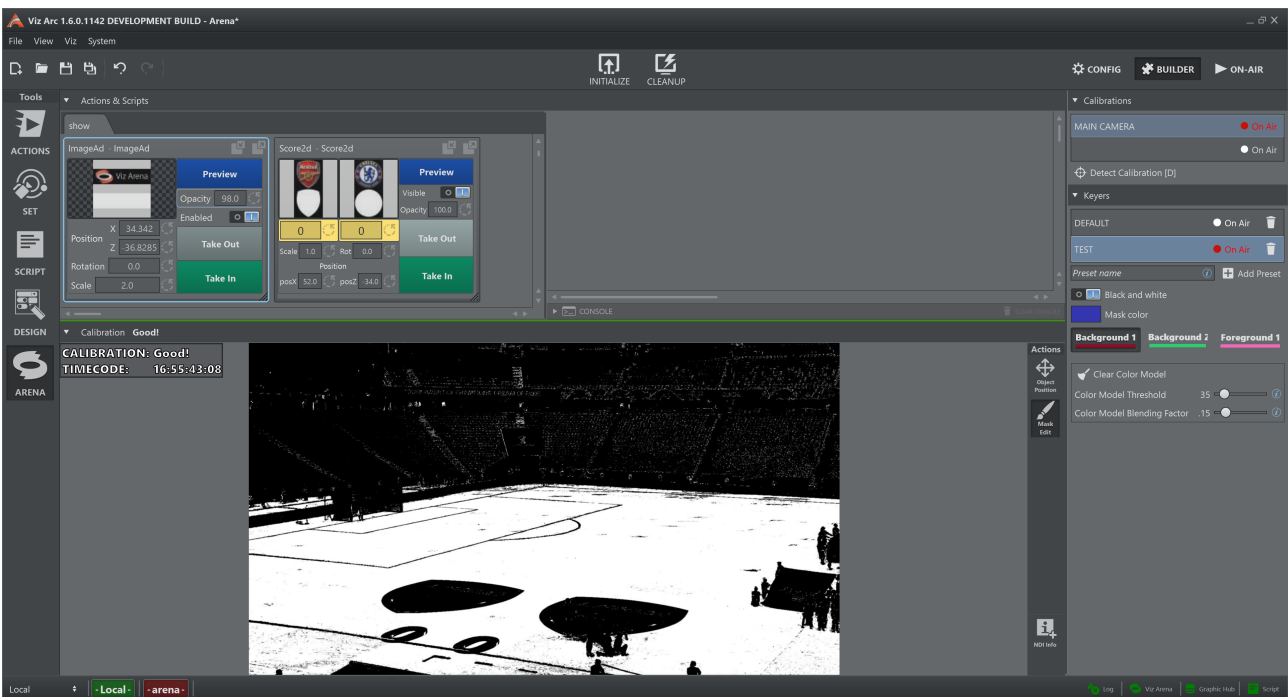 Viz Arc 1.6.0.1142 DEVELOPMENT BUILD - Arena*
File View Viz System
INITIALIZE CLEANUP
CONFIG BUILDER ON-AIR
Tools
ACTIONS
SET
SCRIPT
DESIGN
ARENA
Actions & Scripts
show
ImageAd - ImageAd
Viz Arena
Preview
Opacity 98.0
Enabled
Position X 34.342
Z -36.8285
Take Out
Rotation 0.0
Scale 2.0
Take In
Score2d - Score2d
Arsenal
Preview
Visible
Opacity 100.0
0 0
Take Out
Scale 1.0 Rot 0.0
Position
posX 52.0 posZ -34.0
Take In
CONSOLE
Calibration Good!
CALIBRATION: Good!
TIMECODE: 16:55:43:08
Actions
Object
Position
Mask
Edit
NDI Info
Calibrations
MAIN CAMERA On Air
On Air
Detect Calibration [D]
Keyers
DEFAULT On Air
TEST On Air
Preset name Add Preset
Black and white
Mask color
Background 1 Background 2 Foreground 1
Clear Color Model
Color Model Threshold 35
Color Model Blending Factor .15
Local - Local - - arena -
Log Viz Arena Graphic Hub Script